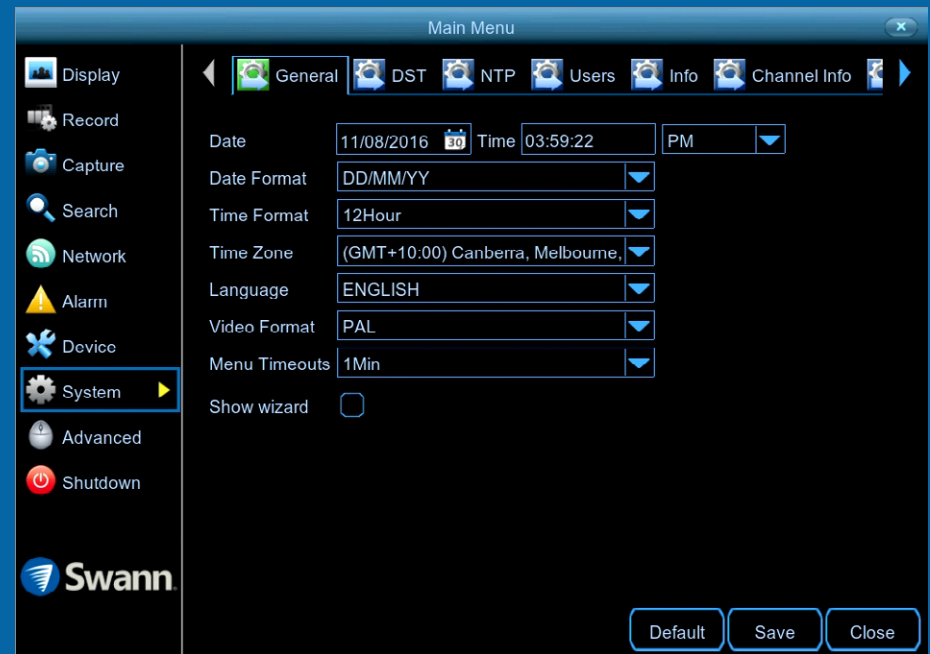 Main Menu
Display
Record
Capture
Search
Network
Alarm
Device
System
Advanced
Shutdown
Swann
General DST NTP Users Info Channel Info
Date 11/08/2016 30 Time 03:59:22 PM
Date Format DD/MM/YY
Time Format 12Hour
Time Zone (GMT+10:00) Canberra, Melbourne,
Language ENGLISH
Video Format PAL
Menu Timeouts 1Min
Show wizard
Default Save Close